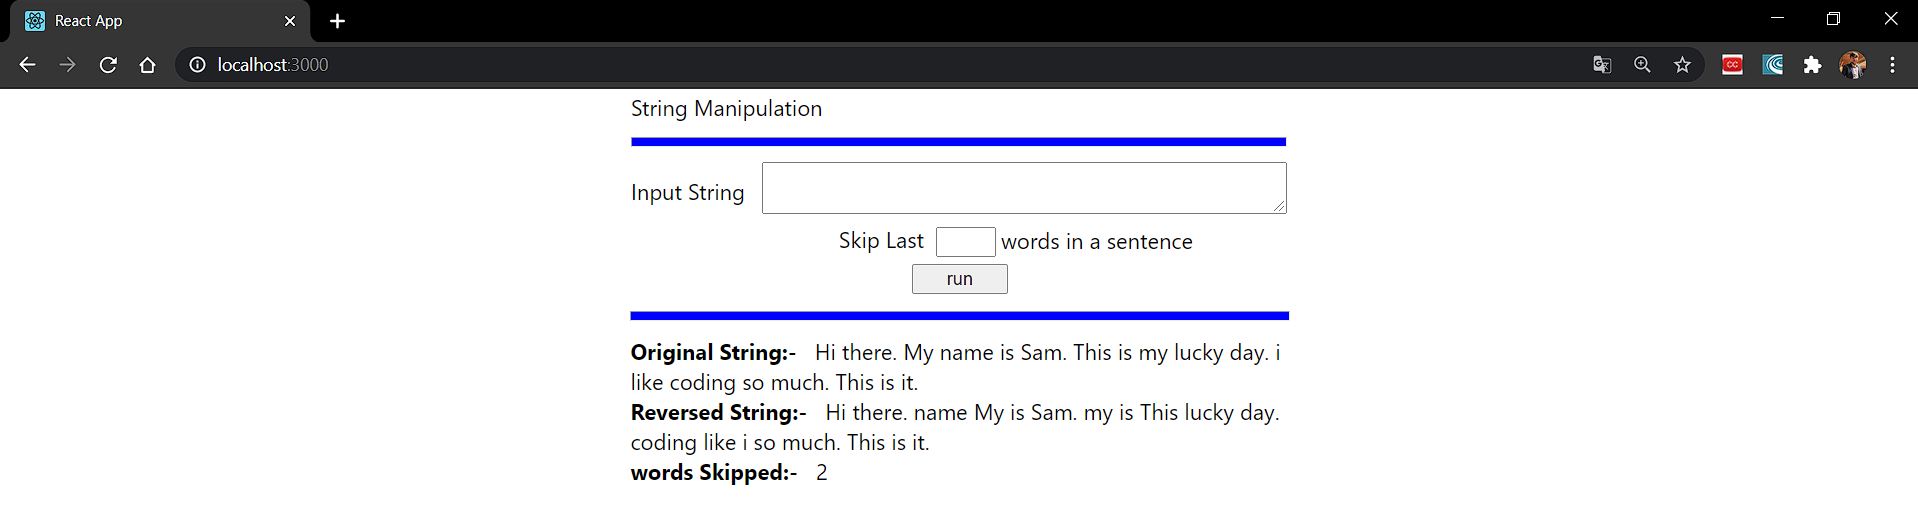 React App
localhost:3000
String Manipulation
Input String
Skip Last words in a sentence
run
Original String:- Hi there. My name is Sam. This is my lucky day. i
like coding so much. This is it.
Reversed String:- Hi there. name My is Sam. my is This lucky day.
coding like i so much. This is it.
words Skipped:- 2